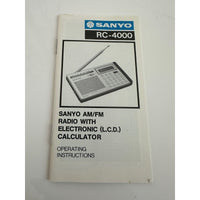 SANYO
RC-4000
SANYO AM/FM
RADIO WITH
ELECTRONIC (L.C.D.)
CALCULATOR
OPERATING
INSTRUCTIONS